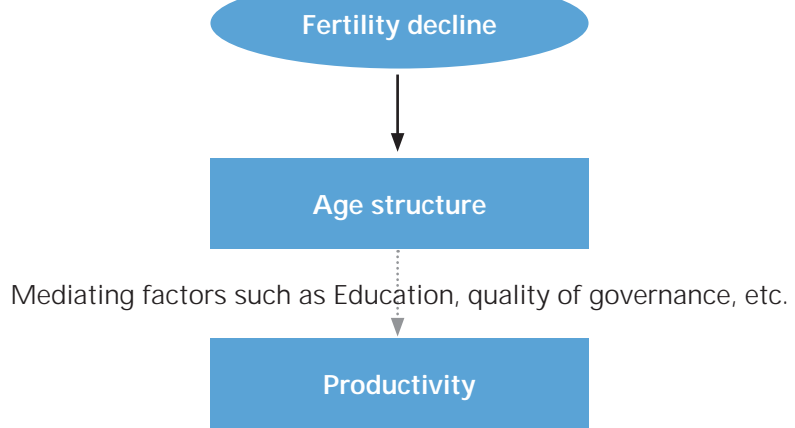 Fertility decline
Age structure
Mediating factors such as Education, quality of governance, etc.
Productivity